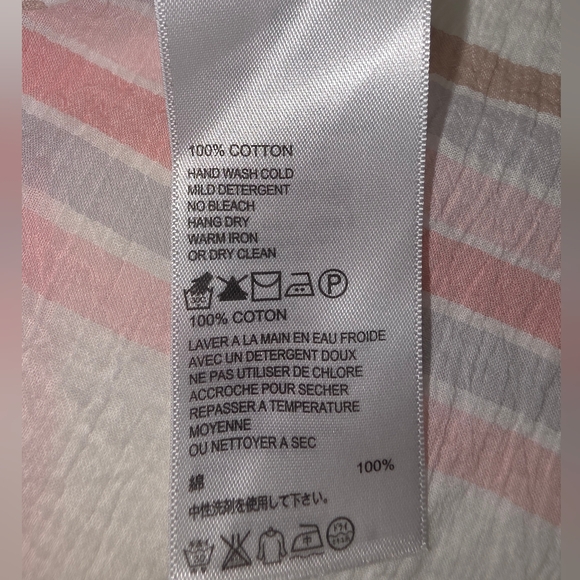 100% COTTON
HAND WASH COLD
MILD DETERGENT
NO BLEACH
HANG DRY
WARM IRON
OR DRY CLEAN
P
100% COTON
LAVER A LA MAIN EN EAU FROIDE
AVEC UN DETERGENT DOUX
NE PAS UTILISER DE CHLORE
ACCROCHE POUR SECHER
REPASSER A TEMPERATURE
MOYENNE
OU NETTOYER A SEC
綿 100%
中性洗剤を使用して下さい。
中